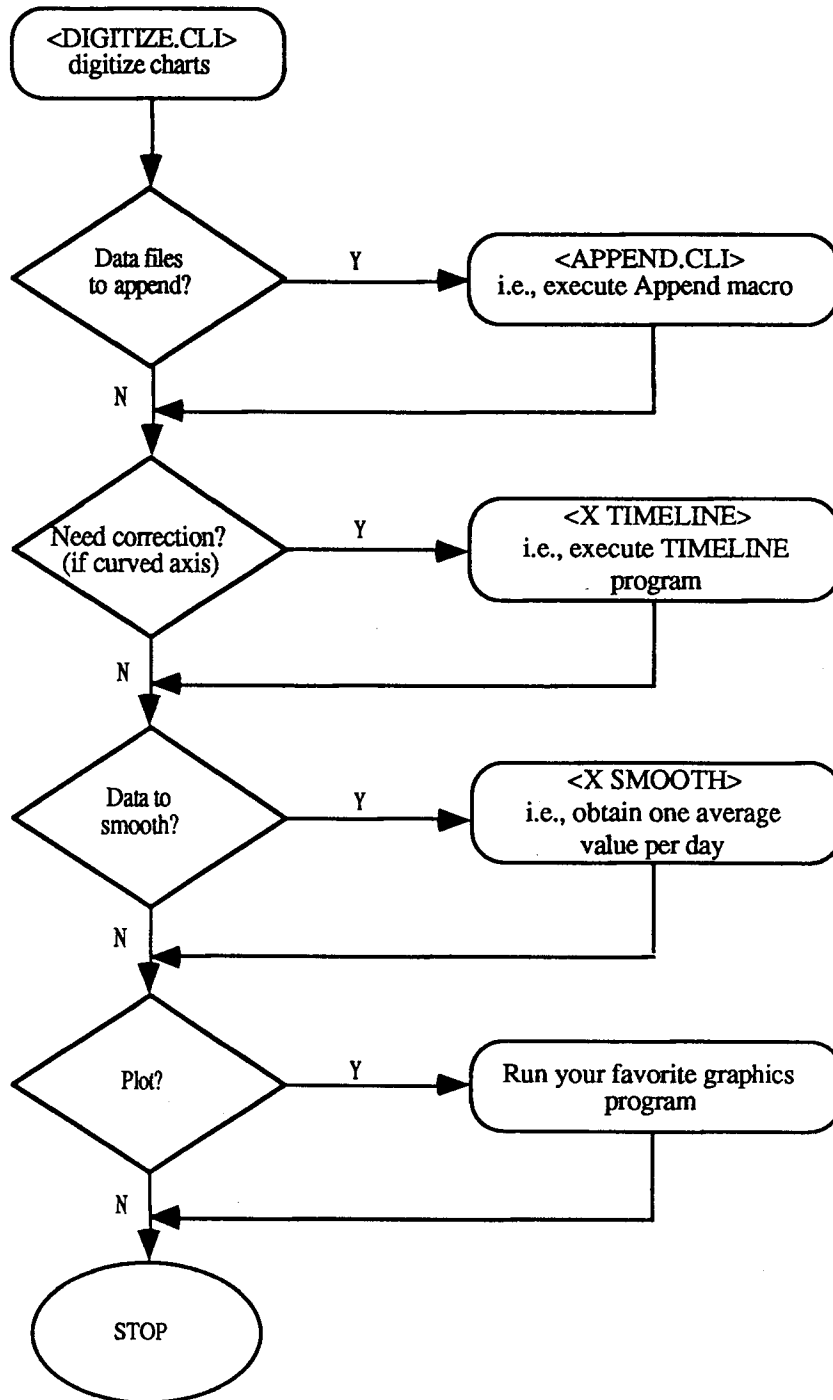 <DIGITIZE.CLI>
digitize charts
Data files
to append?
Y
<APPEND.CLI>
i.e., execute Append macro
N
Need correction?
(if curved axis)
Y
<X TIMELINE>
i.e., execute TIMELINE
program
N
Data to
smooth?
Y
<X SMOOTH>
i.e., obtain one average
value per day
N
Plot?
Y
Run your favorite graphics
program
N
STOP